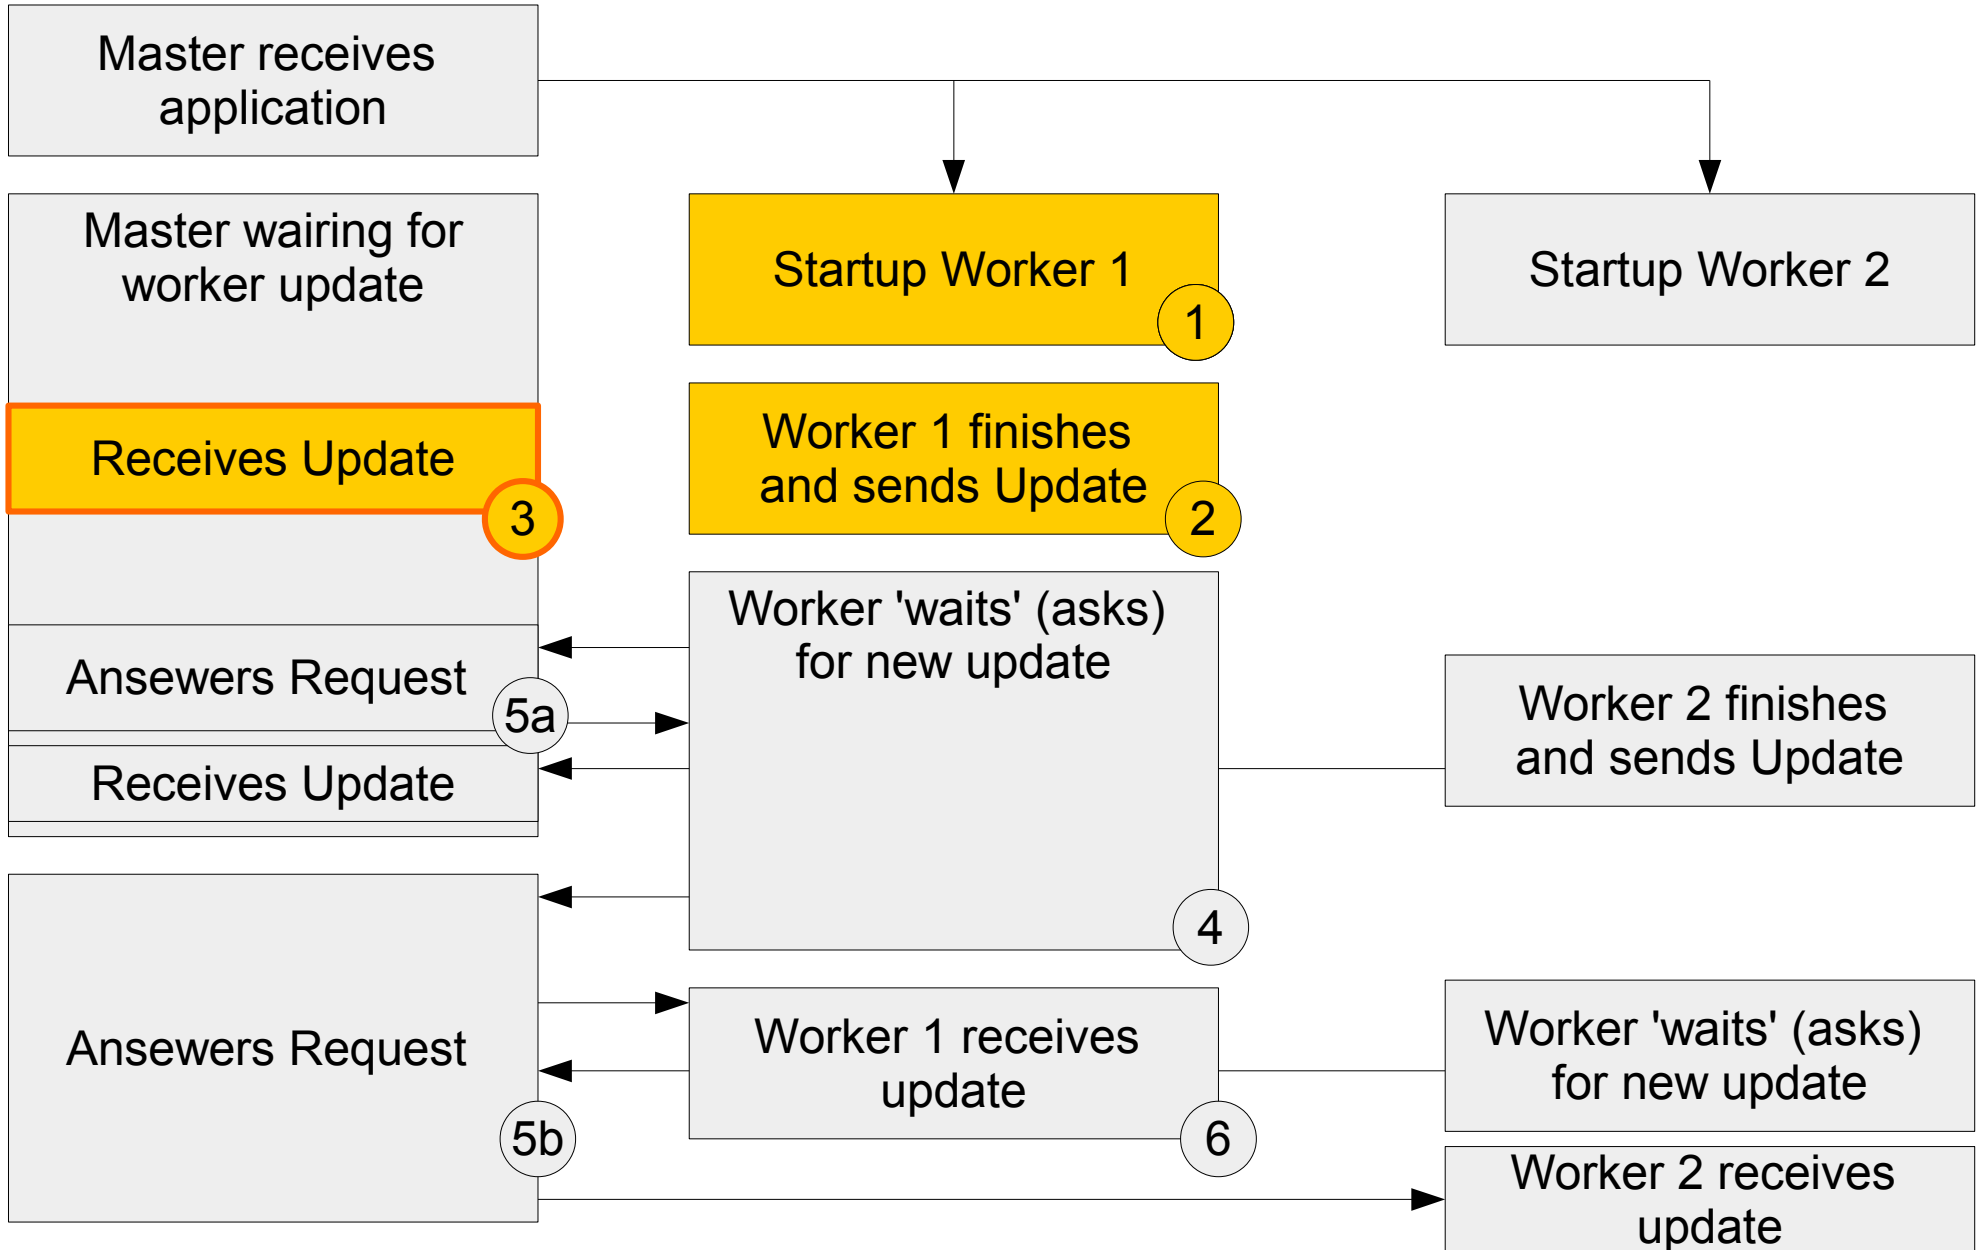 Master receives
application
Master wairing for
worker update
Startup Worker 1
1
Startup Worker 2
Receives Update
3
Worker 1 finishes
and sends Update
2
Worker 'waits' (asks)
for new update
4
Ansewers Request
5a
Receives Update
Worker 2 finishes
and sends Update
Ansewers Request
5b
Worker 1 receives
update
6
Worker 'waits' (asks)
for new update
Worker 2 receives
update